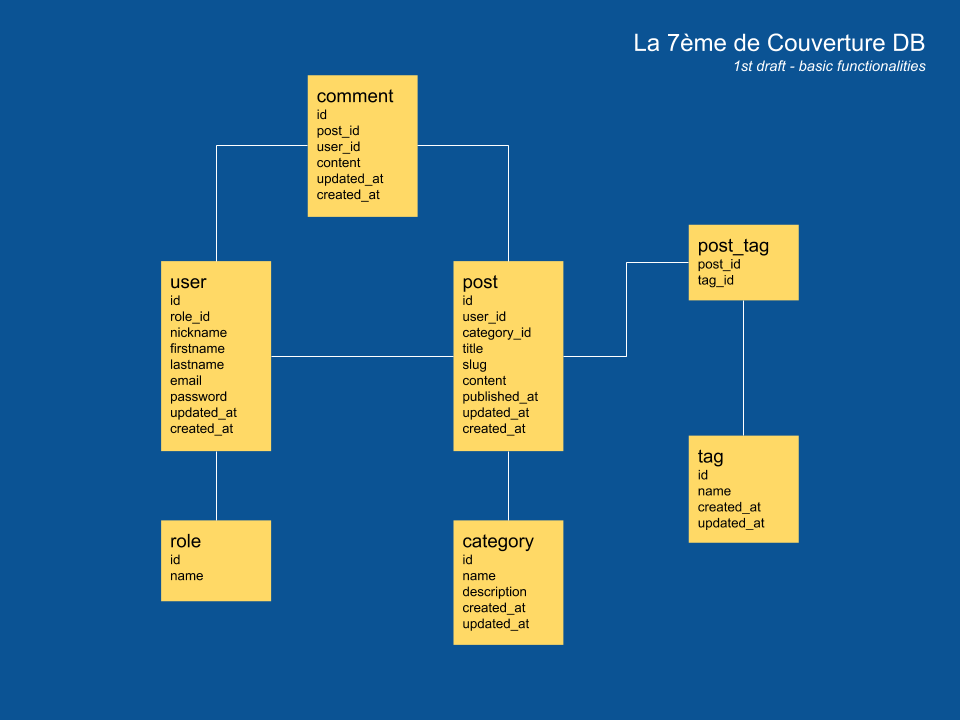 La 7ème de Couverture DB
1st draft - basic functionalities
comment
id
post_id
user_id
content
updated_at
created_at
user
id
role_id
nickname
firstname
lastname
email
password
updated_at
created_at
post
id
user_id
category_id
title
slug
content
published_at
updated_at
created_at
post_tag
post_id
tag_id
role
id
name
category
id
name
description
created_at
updated_at
tag
id
name
created_at
updated_at